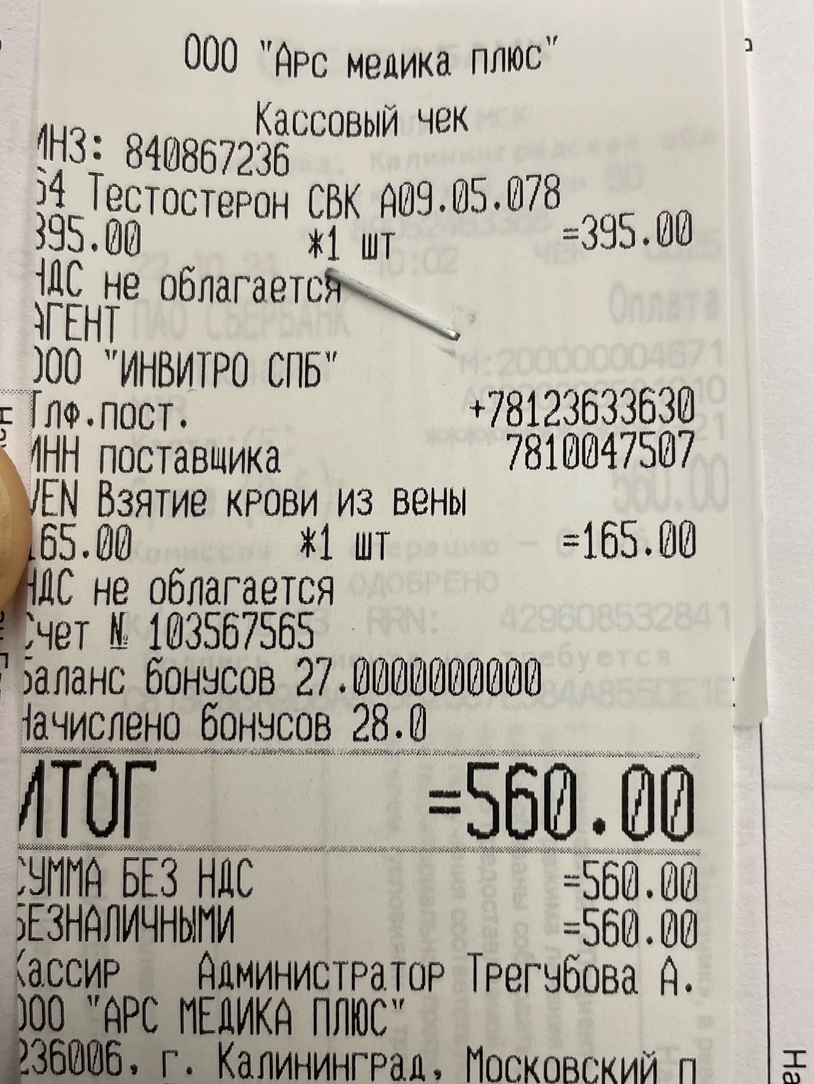 ООО "Арс медика плюс"
Кассовый чек
ИНЗ: 840867236
64 Тестостерон СВК А09.05.078
395.00 *1 шт =395.00
НДС не облагается
АГЕНТ
ООО "ИНВИТРО СПБ"
Тлф.пост. +78123633630
ИНН поставщика 7810047507
VEN Взятие крови из вены
165.00 *1 шт =165.00
НДС не облагается
Счет № 103567565
Баланс бонусов 27.0000000000
Начислено бонусов 28.0
ИТОГ =560.00
СУММА БЕЗ НДС =560.00
БЕЗНАЛИЧНЫМИ =560.00
Кассир Администратор Трегубова А.
ООО "АРС МЕДИКА ПЛЮС"
236006, г. Калининград, Московский п